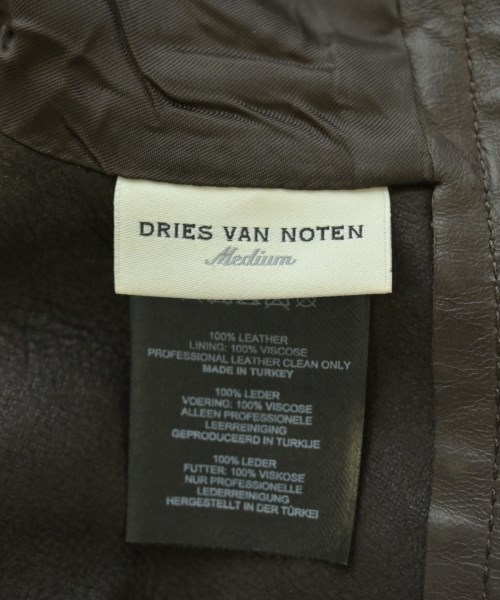 DRIES VAN NOTEN
Medium
100% LEATHER
LINING: 100% VISCOSE
PROFESSIONAL LEATHER CLEAN ONLY
MADE IN TURKEY
100% LEDER
VOERING: 100% VISCOSE
ALLEEN PROFESSIONELE
LEERREINIGING
GEPRODUCEERD IN TURKIJE
100% LEDER
FUTTER: 100% VISKOSE
NUR PROFESSIONELLE
LEDERREINIGUNG
HERGESTELLT IN DER TÜRKEI